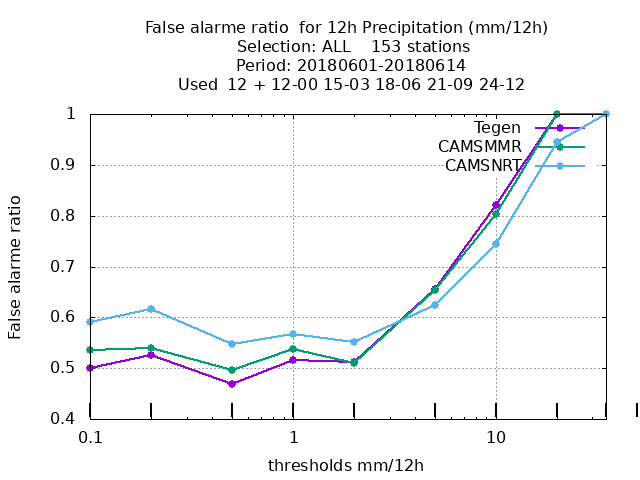 False alarme ratio  for 12h Precipitation (mm/12h)
Selection: ALL    153 stations
Period: 20180601-20180614
Used  12 + 12-00 15-03 18-06 21-09 24-12
1
0.9
0.8
0.7
0.6
0.5
0.4
False alarme ratio
Tegen
CAMSMMR
CAMSNRT
0.1 1 10
thresholds mm/12h